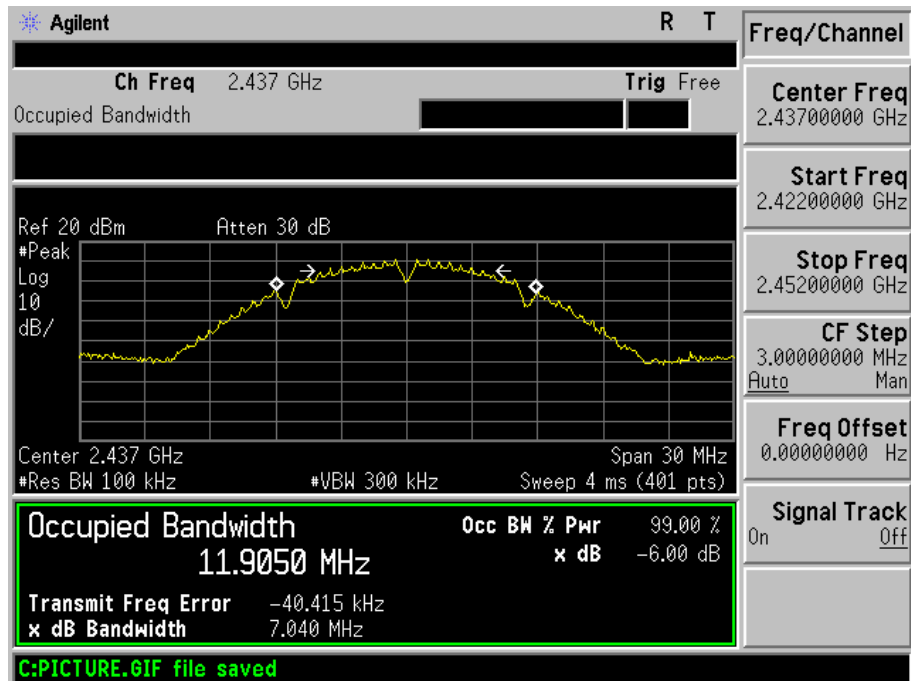 Agilent R T
Ch Freq 2.437 GHz Trig Free
Occupied Bandwidth
Ref 20 dBm Atten 30 dB
#Peak
Log
10
dB/
Center 2.437 GHz Span 30 MHz
#Res BW 100 kHz #VBW 300 kHz Sweep 4 ms (401 pts)
Occupied Bandwidth Occ BW % Pwr 99.00 %
11.9050 MHz x dB -6.00 dB
Transmit Freq Error -40.415 kHz
x dB Bandwidth 7.040 MHz
C:PICTURE.GIF file saved
Freq/Channel
Center Freq
2.43700000 GHz
Start Freq
2.42200000 GHz
Stop Freq
2.45200000 GHz
CF Step
3.00000000 MHz
Auto Man
Freq Offset
0.00000000 Hz
Signal Track
On Off